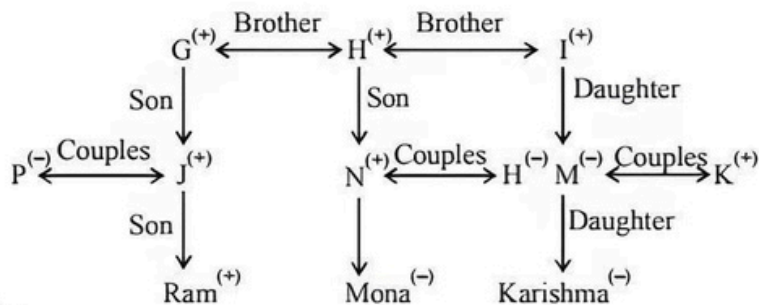 Brother Brother
G(+) H(+) I(+)
Son Son Daughter
P(-) Couples J(+) N(+) Couples H(-) M(-) Couples K(+)
Son Daughter
Ram(+) Mona(-) Karishma(-)